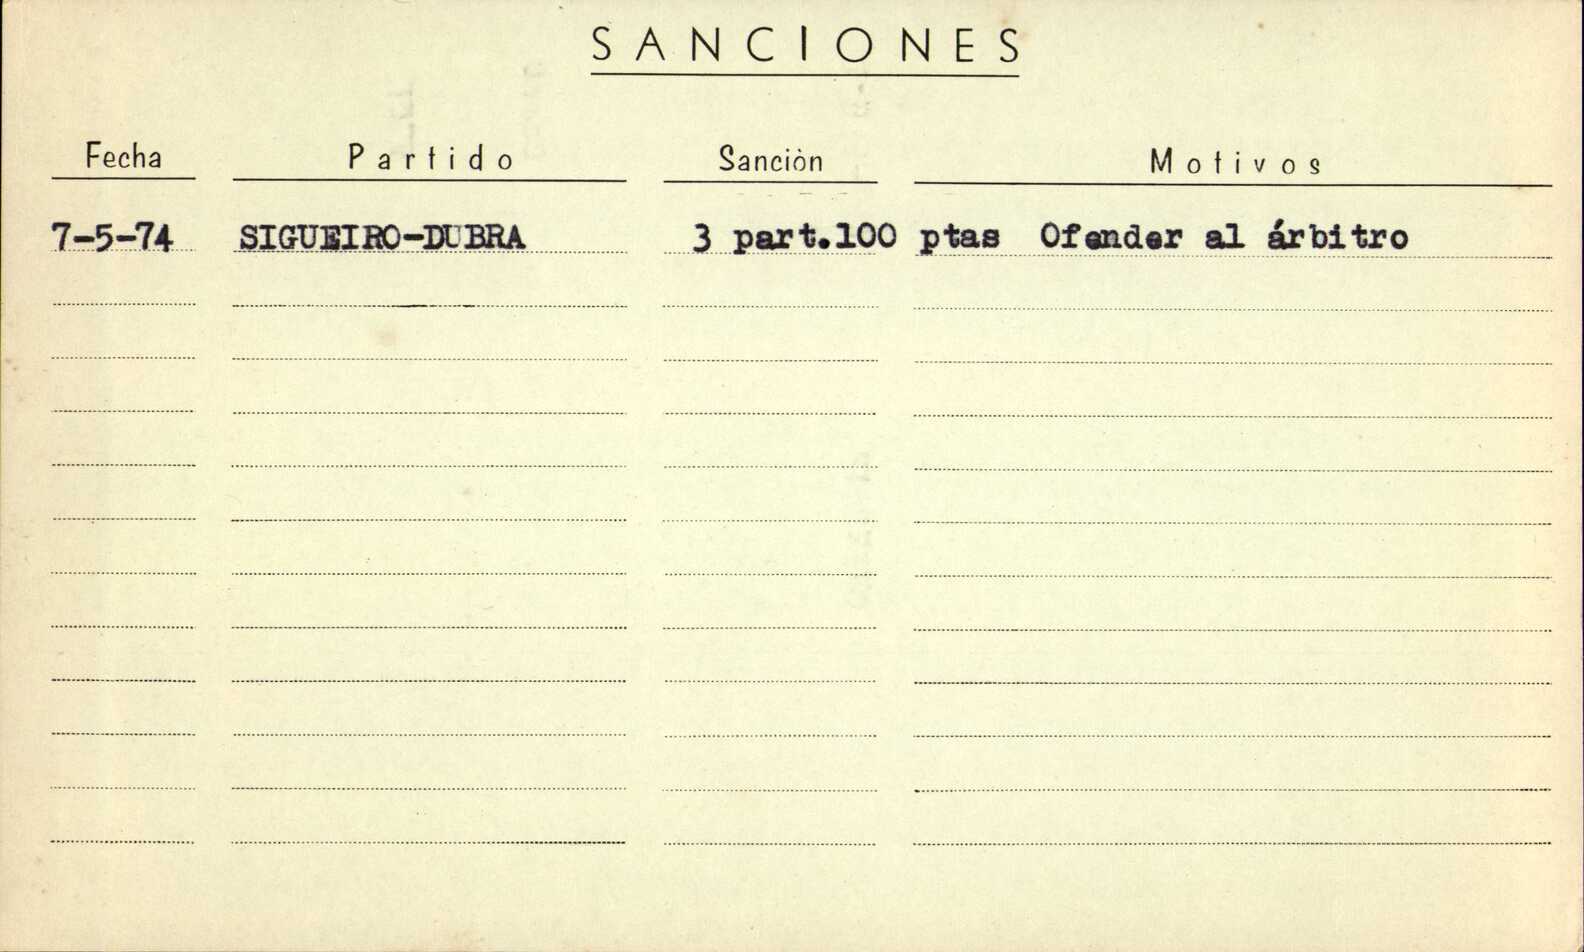 SANCIONES
Fecha Partido Sanciòn Motivos
7-5-74 SIGUEIRO-DUBRA 3 part.100 ptas Ofender al árbitro